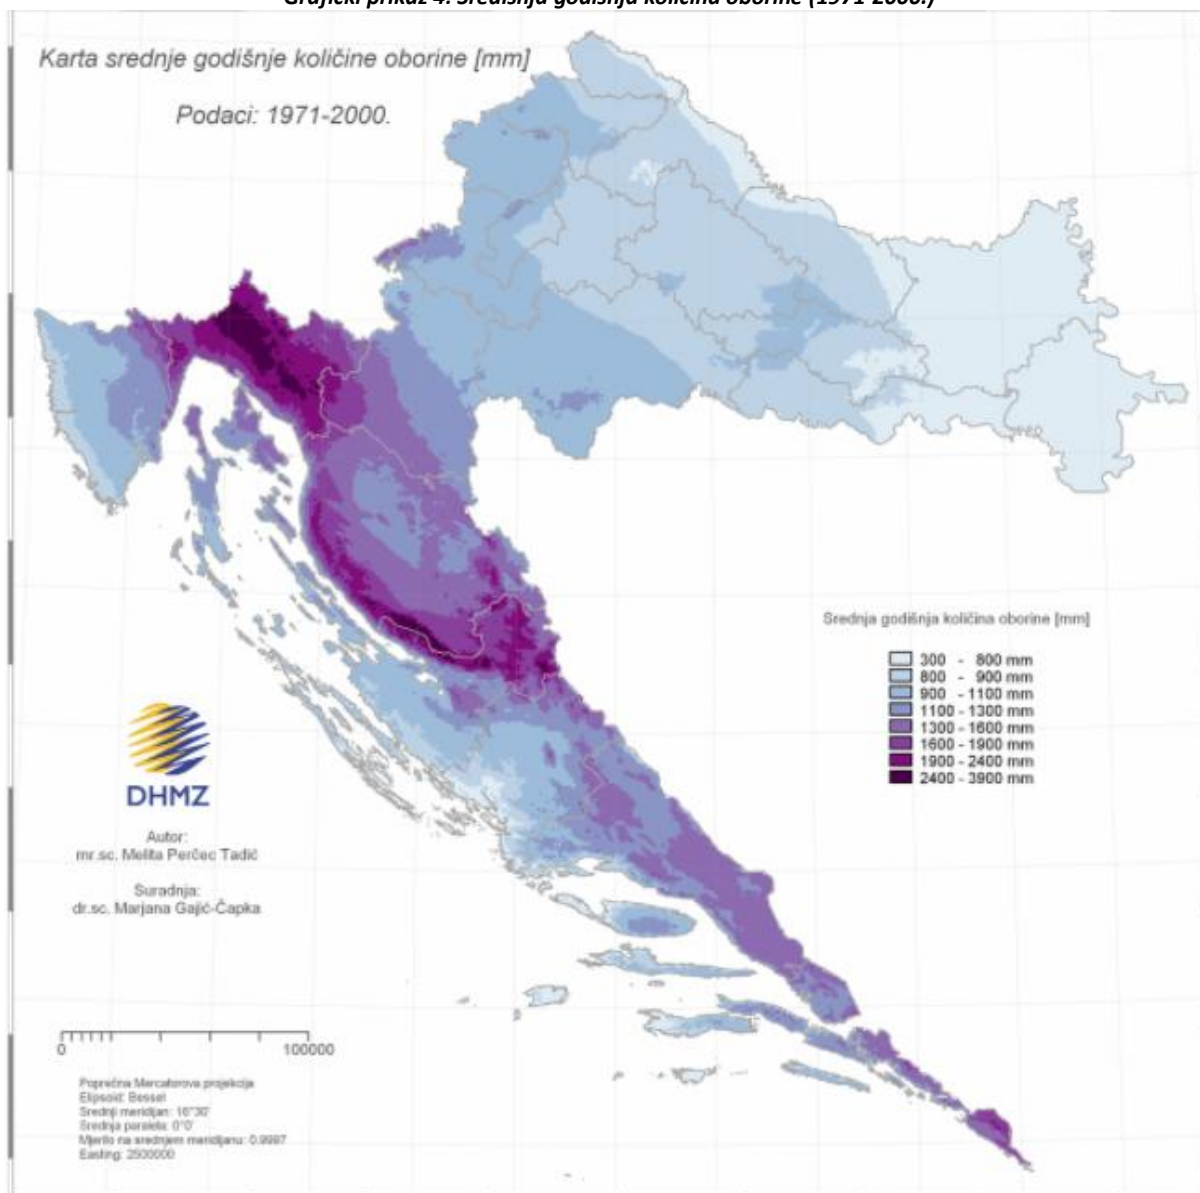 Grafički prikaz 4. Središnja godišnja količina oborine (1971-2000.)
Karta srednje godišnje količine oborine [mm]
Podaci: 1971-2000.
Srednja godišnja količina oborine [mm]
300 - 800 mm
800 - 900 mm
900 - 1100 mm
1100 - 1300 mm
1300 - 1600 mm
1600 - 1900 mm
1900 - 2400 mm
2400 - 3900 mm
DHMZ
Autor:
mr.sc. Melita Perčec Tadić
Suradnja:
dr.sc. Marjana Gajić-Čapka
0 100000
Poprečna Mercatorova projekcija
Elipsoid: Bessel
Srednji meridijan: 16°30'
Srednja paralela: 0°0'
Mjerilo na srednjem meridijanu: 0.9997
Easting: 2500000